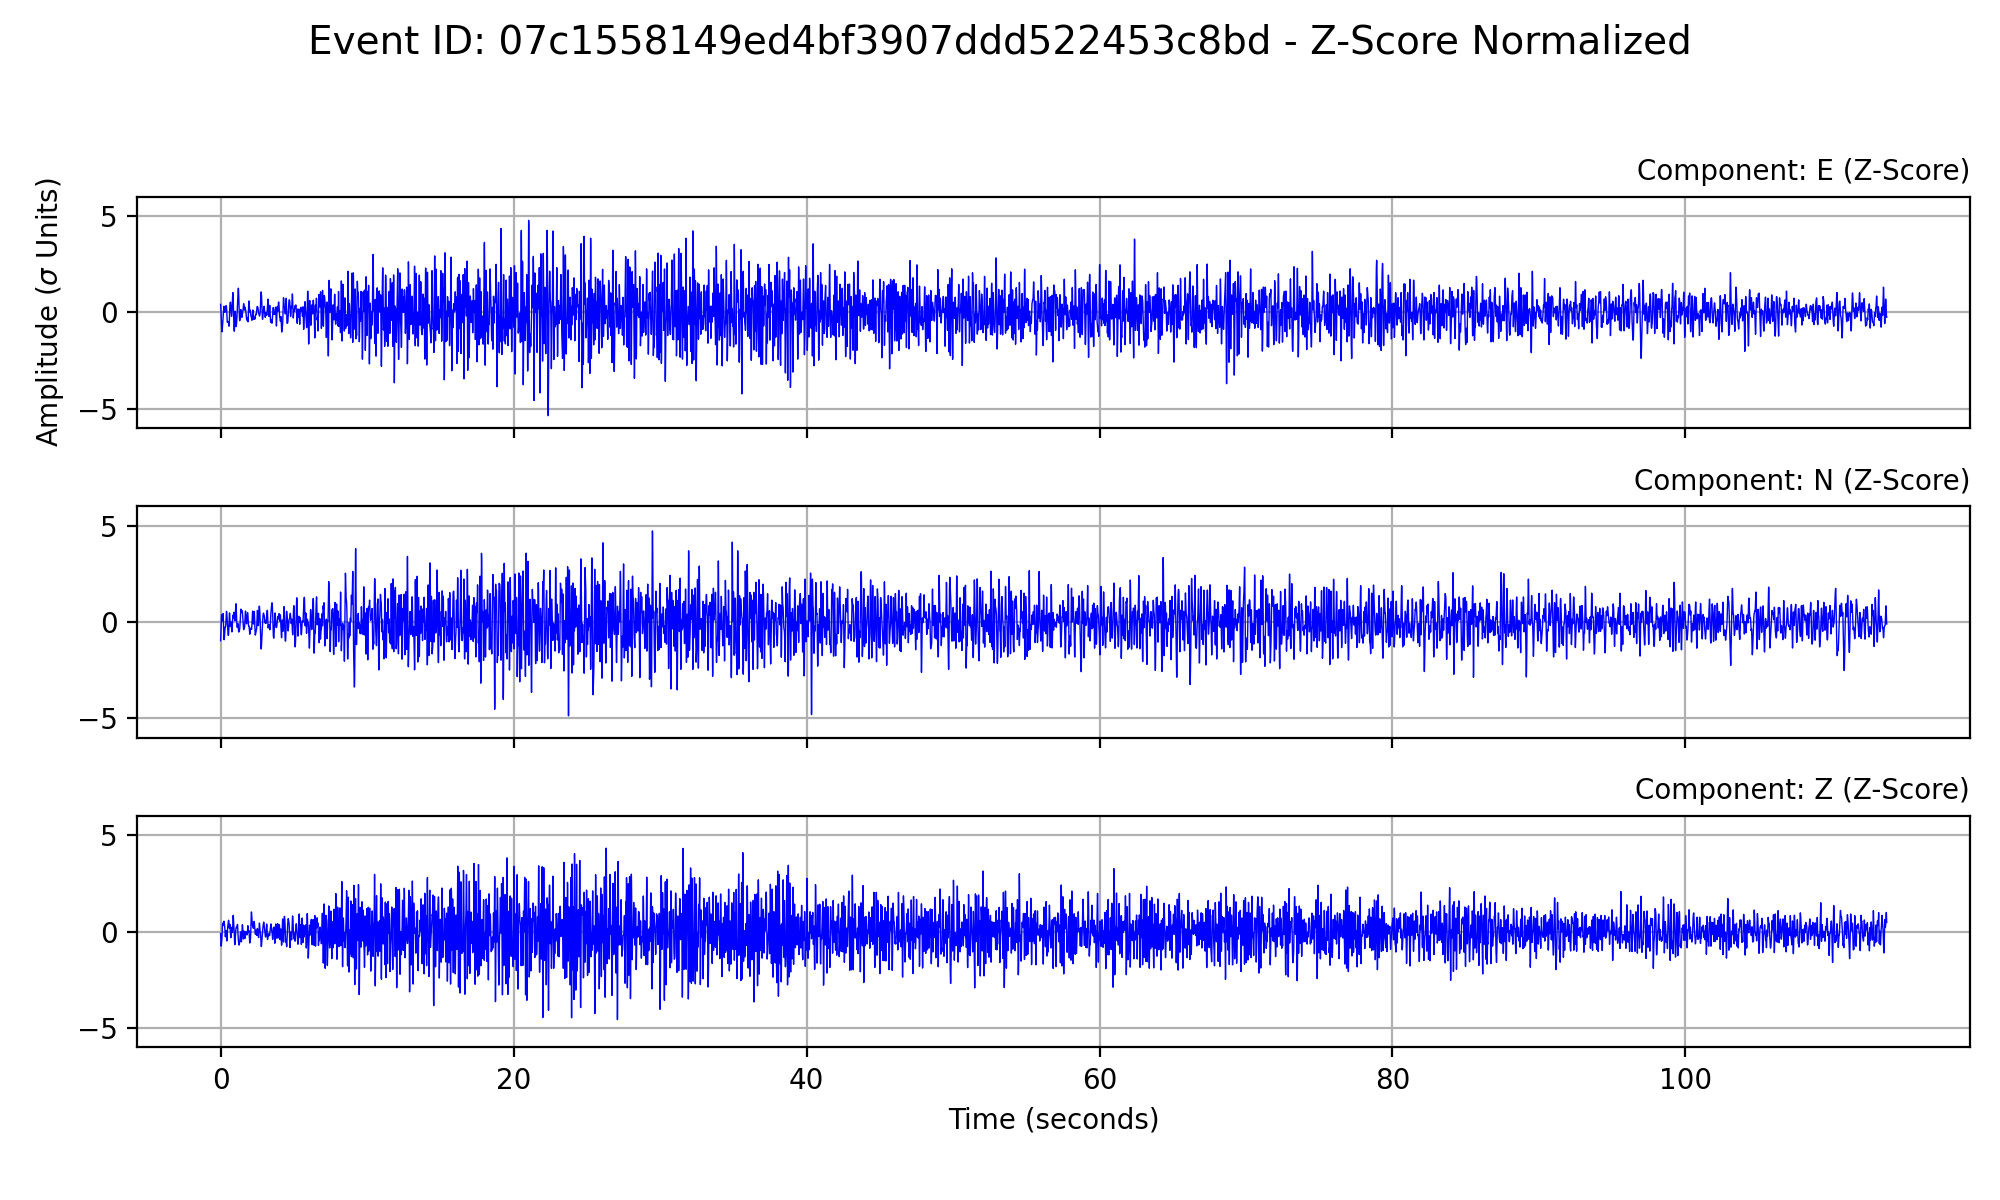 Event ID: 07c1558149ed4bf3907ddd522453c8bd - Z-Score Normalized
Component: E (Z-Score)
Amplitude (σ Units)
5
0
−5
Component: N (Z-Score)
5
0
−5
Component: Z (Z-Score)
5
0
−5
0 20 40 60 80 100
Time (seconds)